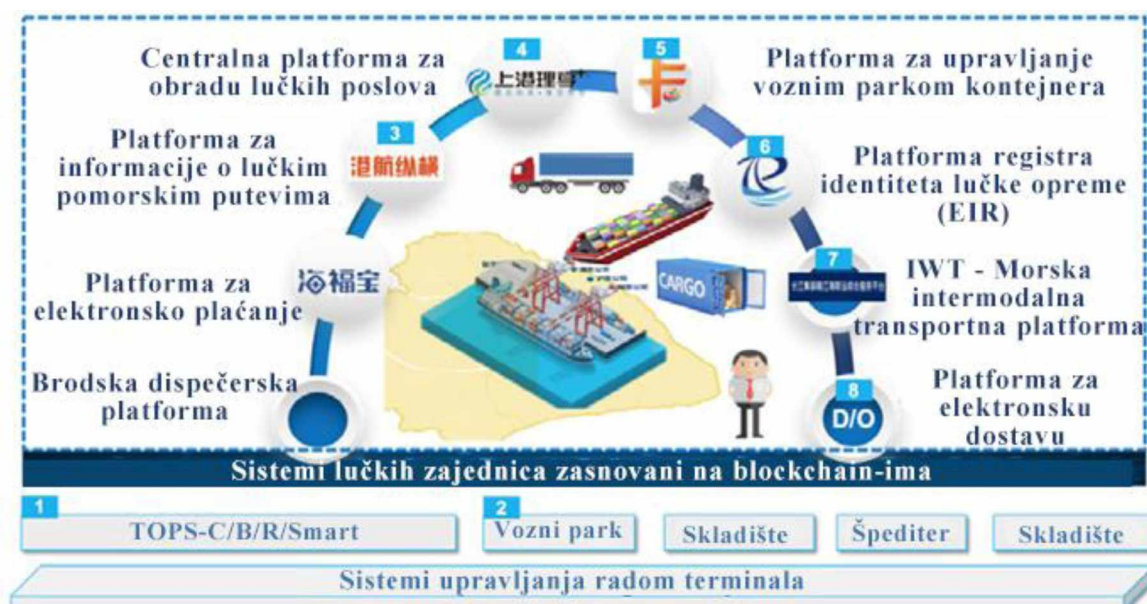 Centralna platforma za
obradu lučkih poslova
4
上港理
5
Platforma za upravljanje
voznim parkom kontejnera
Platforma za
informacije o lučkim
pomorskim putevima
3
港航纵横
6
Platforma registra
identiteta lučke opreme
(EIR)
Platforma za
elektronsko plaćanje
海福宝
CARGO
7
IWT - Morska
intermodalna
transportna platforma
Brodska dispečerska
platforma
8
D/O
Platforma za
elektronsku
dostavu
Sistemi lučkih zajednica zasnovani na blockchain-ima
1
TOPS-C/B/R/Smart
2
Vozni park
Skladište
Špediter
Skladište
Sistemi upravljanja radom terminala